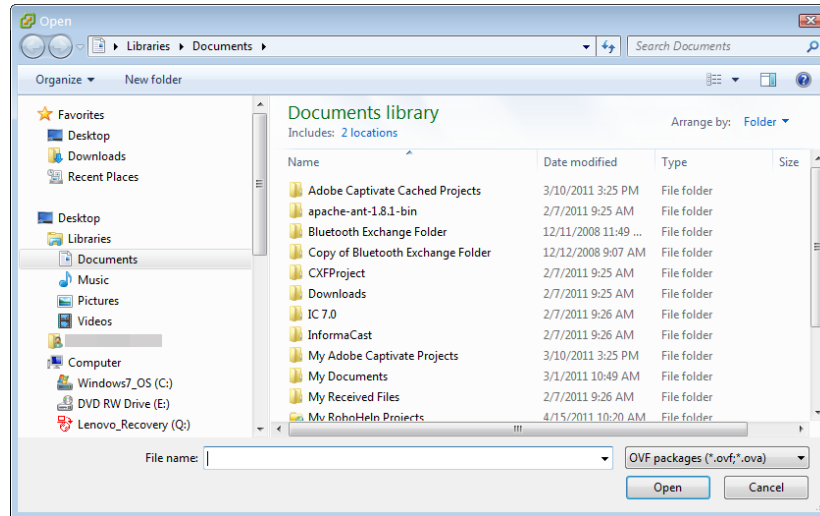 Open
Libraries Documents
Search Documents
Organize New folder
Favorites
Desktop
Downloads
Recent Places
Desktop
Libraries
Documents
Music
Pictures
Videos
Computer
Windows7_OS (C:)
DVD RW Drive (E:)
Lenovo_Recovery (Q:)
Documents library
Includes: 2 locations
Arrange by: Folder
Name Date modified Type Size
Adobe Captivate Cached Projects 3/10/2011 3:25 PM File folder
apache-ant-1.8.1-bin 2/7/2011 9:25 AM File folder
Bluetooth Exchange Folder 12/11/2008 11:49 ... File folder
Copy of Bluetooth Exchange Folder 12/12/2008 9:07 AM File folder
CXFProject 2/7/2011 9:25 AM File folder
Downloads 2/7/2011 9:25 AM File folder
IC 7.0 2/7/2011 9:26 AM File folder
InformaCast 2/7/2011 9:26 AM File folder
My Adobe Captivate Projects 3/10/2011 3:25 PM File folder
My Documents 3/1/2011 10:49 AM File folder
My Received Files 2/7/2011 9:26 AM File folder
My RoboHelp Projects 4/15/2011 10:20 AM File folder
File name:
OVF packages (*.ovf;*.ova)
Open Cancel